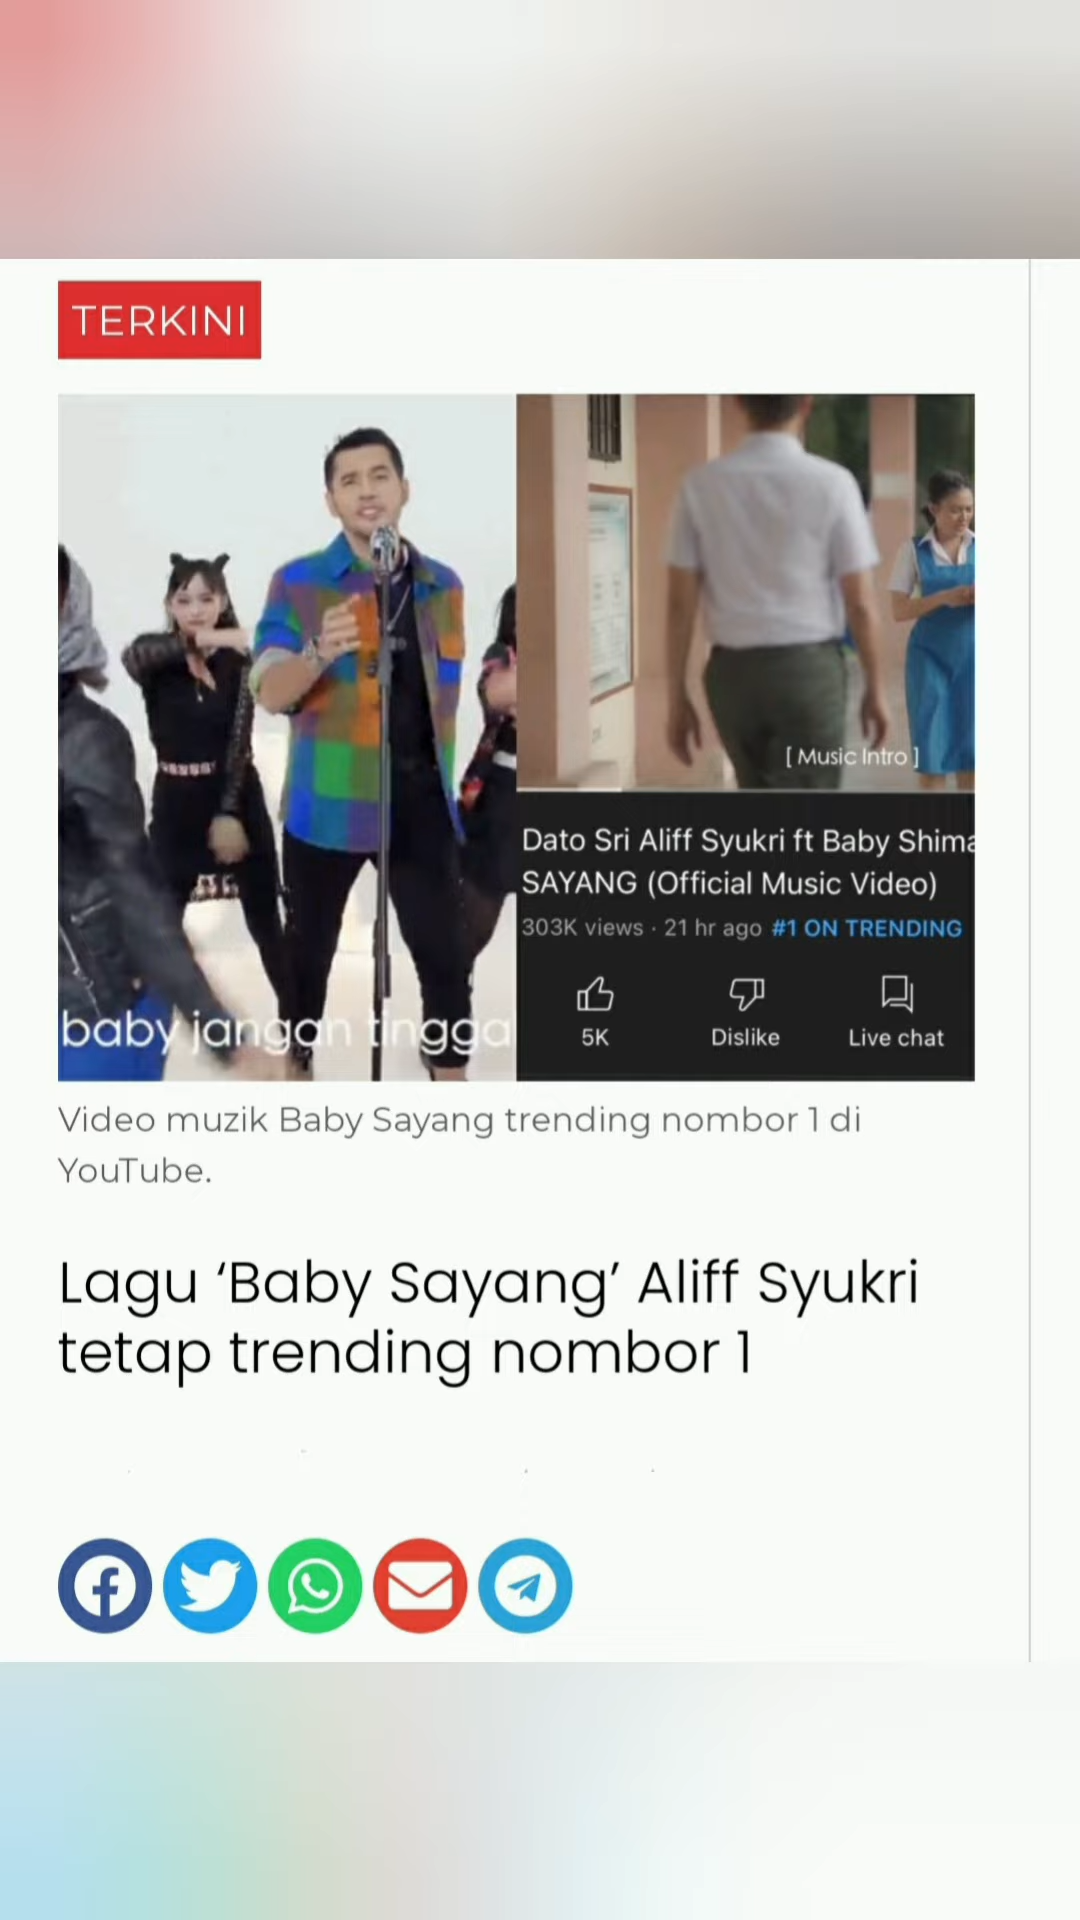 TERKINI
baby jangan tingga
[ Music Intro ]
Dato Sri Aliff Syukri ft Baby Shima
SAYANG (Official Music Video)
303K views · 21 hr ago #1 ON TRENDING
5K Dislike Live chat
Video muzik Baby Sayang trending nombor 1 di
YouTube.
Lagu ‘Baby Sayang’ Aliff Syukri
tetap trending nombor 1